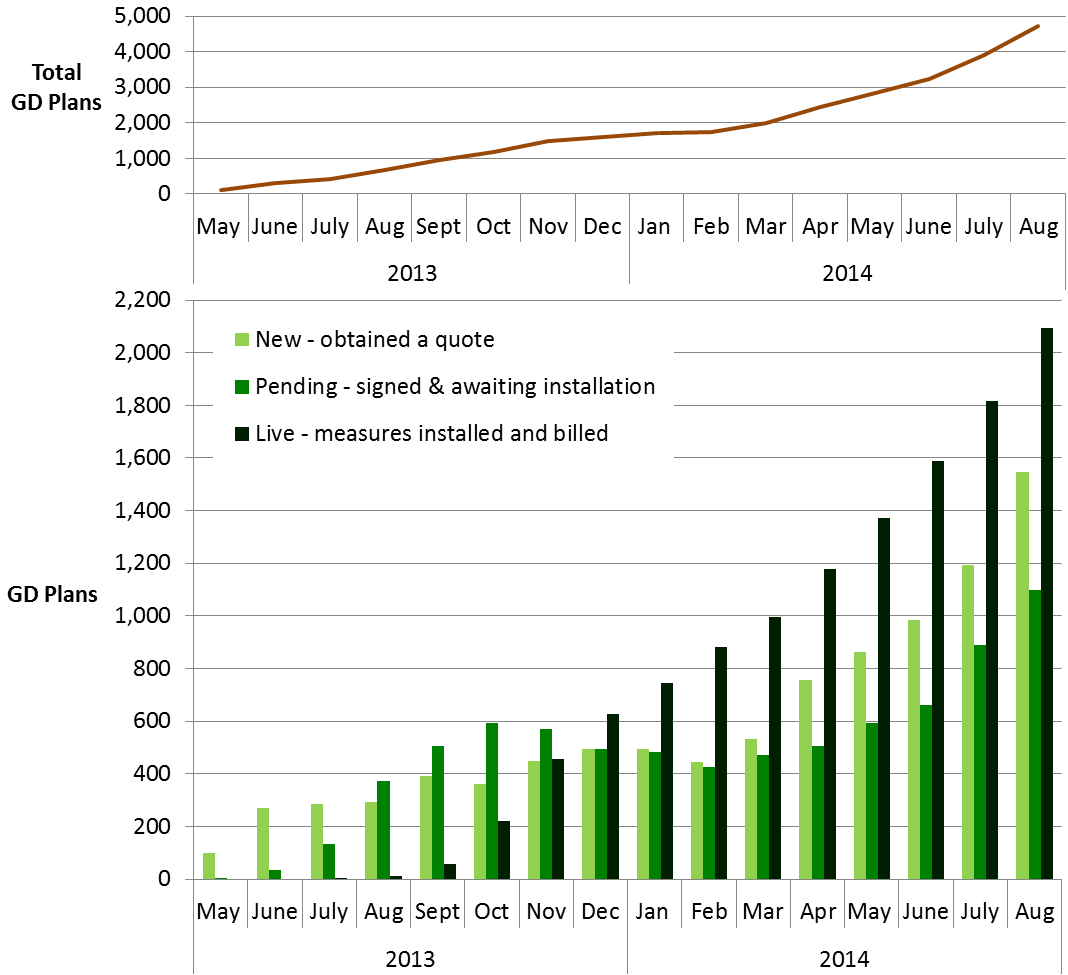 5,000
4,000
3,000
2,000
1,000
0
Total
GD Plans
May June July Aug Sept Oct Nov Dec Jan Feb Mar Apr May June July Aug
2013 2014
2,200
2,000
1,800
1,600
1,400
1,200
1,000
800
600
400
200
0
GD Plans
New - obtained a quote
Pending - signed & awaiting installation
Live - measures installed and billed
May June July Aug Sept Oct Nov Dec Jan Feb Mar Apr May June July Aug
2013 2014